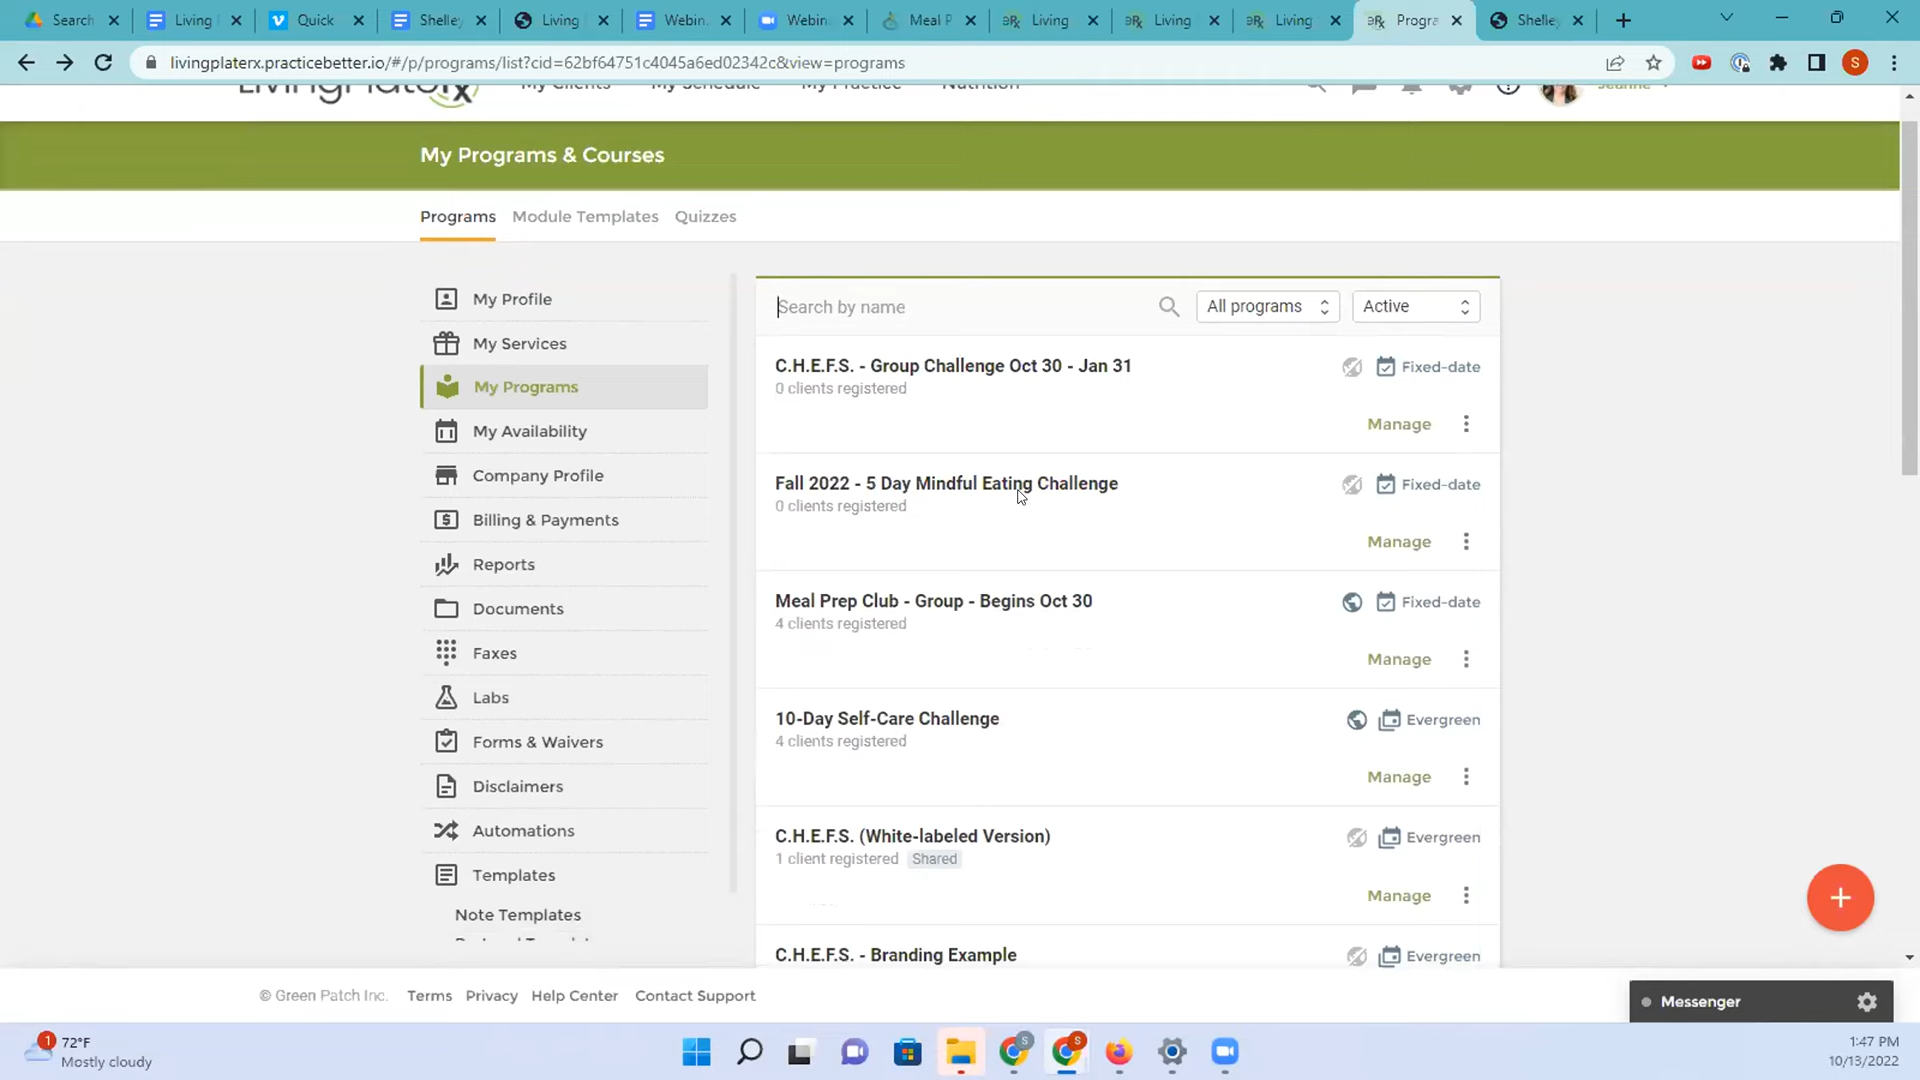 Search
Living
Quick
Shelley
Living
Webin
Webin
Meal P
Living
Living
Living
Progra
Shelley
livingplaterx.practicebetter.io/#/p/programs/list?cid=62bf64751c4045a6ed02342c&view=programs
S
LivingPlateRx
My Clients
My Schedule
My Practice
Nutrition
Jeanne
My Programs & Courses
Programs
Module Templates
Quizzes
My Profile
My Services
My Programs
My Availability
Company Profile
Billing & Payments
Reports
Documents
Faxes
Labs
Forms & Waivers
Disclaimers
Automations
Templates
Note Templates
Search by name
All programs
Active
C.H.E.F.S. - Group Challenge Oct 30 - Jan 31
Fixed-date
0 clients registered
Manage
Fall 2022 - 5 Day Mindful Eating Challenge
Fixed-date
0 clients registered
Manage
Meal Prep Club - Group - Begins Oct 30
Fixed-date
4 clients registered
Manage
10-Day Self-Care Challenge
Evergreen
4 clients registered
Manage
C.H.E.F.S. (White-labeled Version)
Evergreen
1 client registered
Shared
Manage
C.H.E.F.S. - Branding Example
Evergreen
+
© Green Patch Inc.
Terms
Privacy
Help Center
Contact Support
Messenger
1
72°F
Mostly cloudy
S
S
1:47 PM
10/13/2022